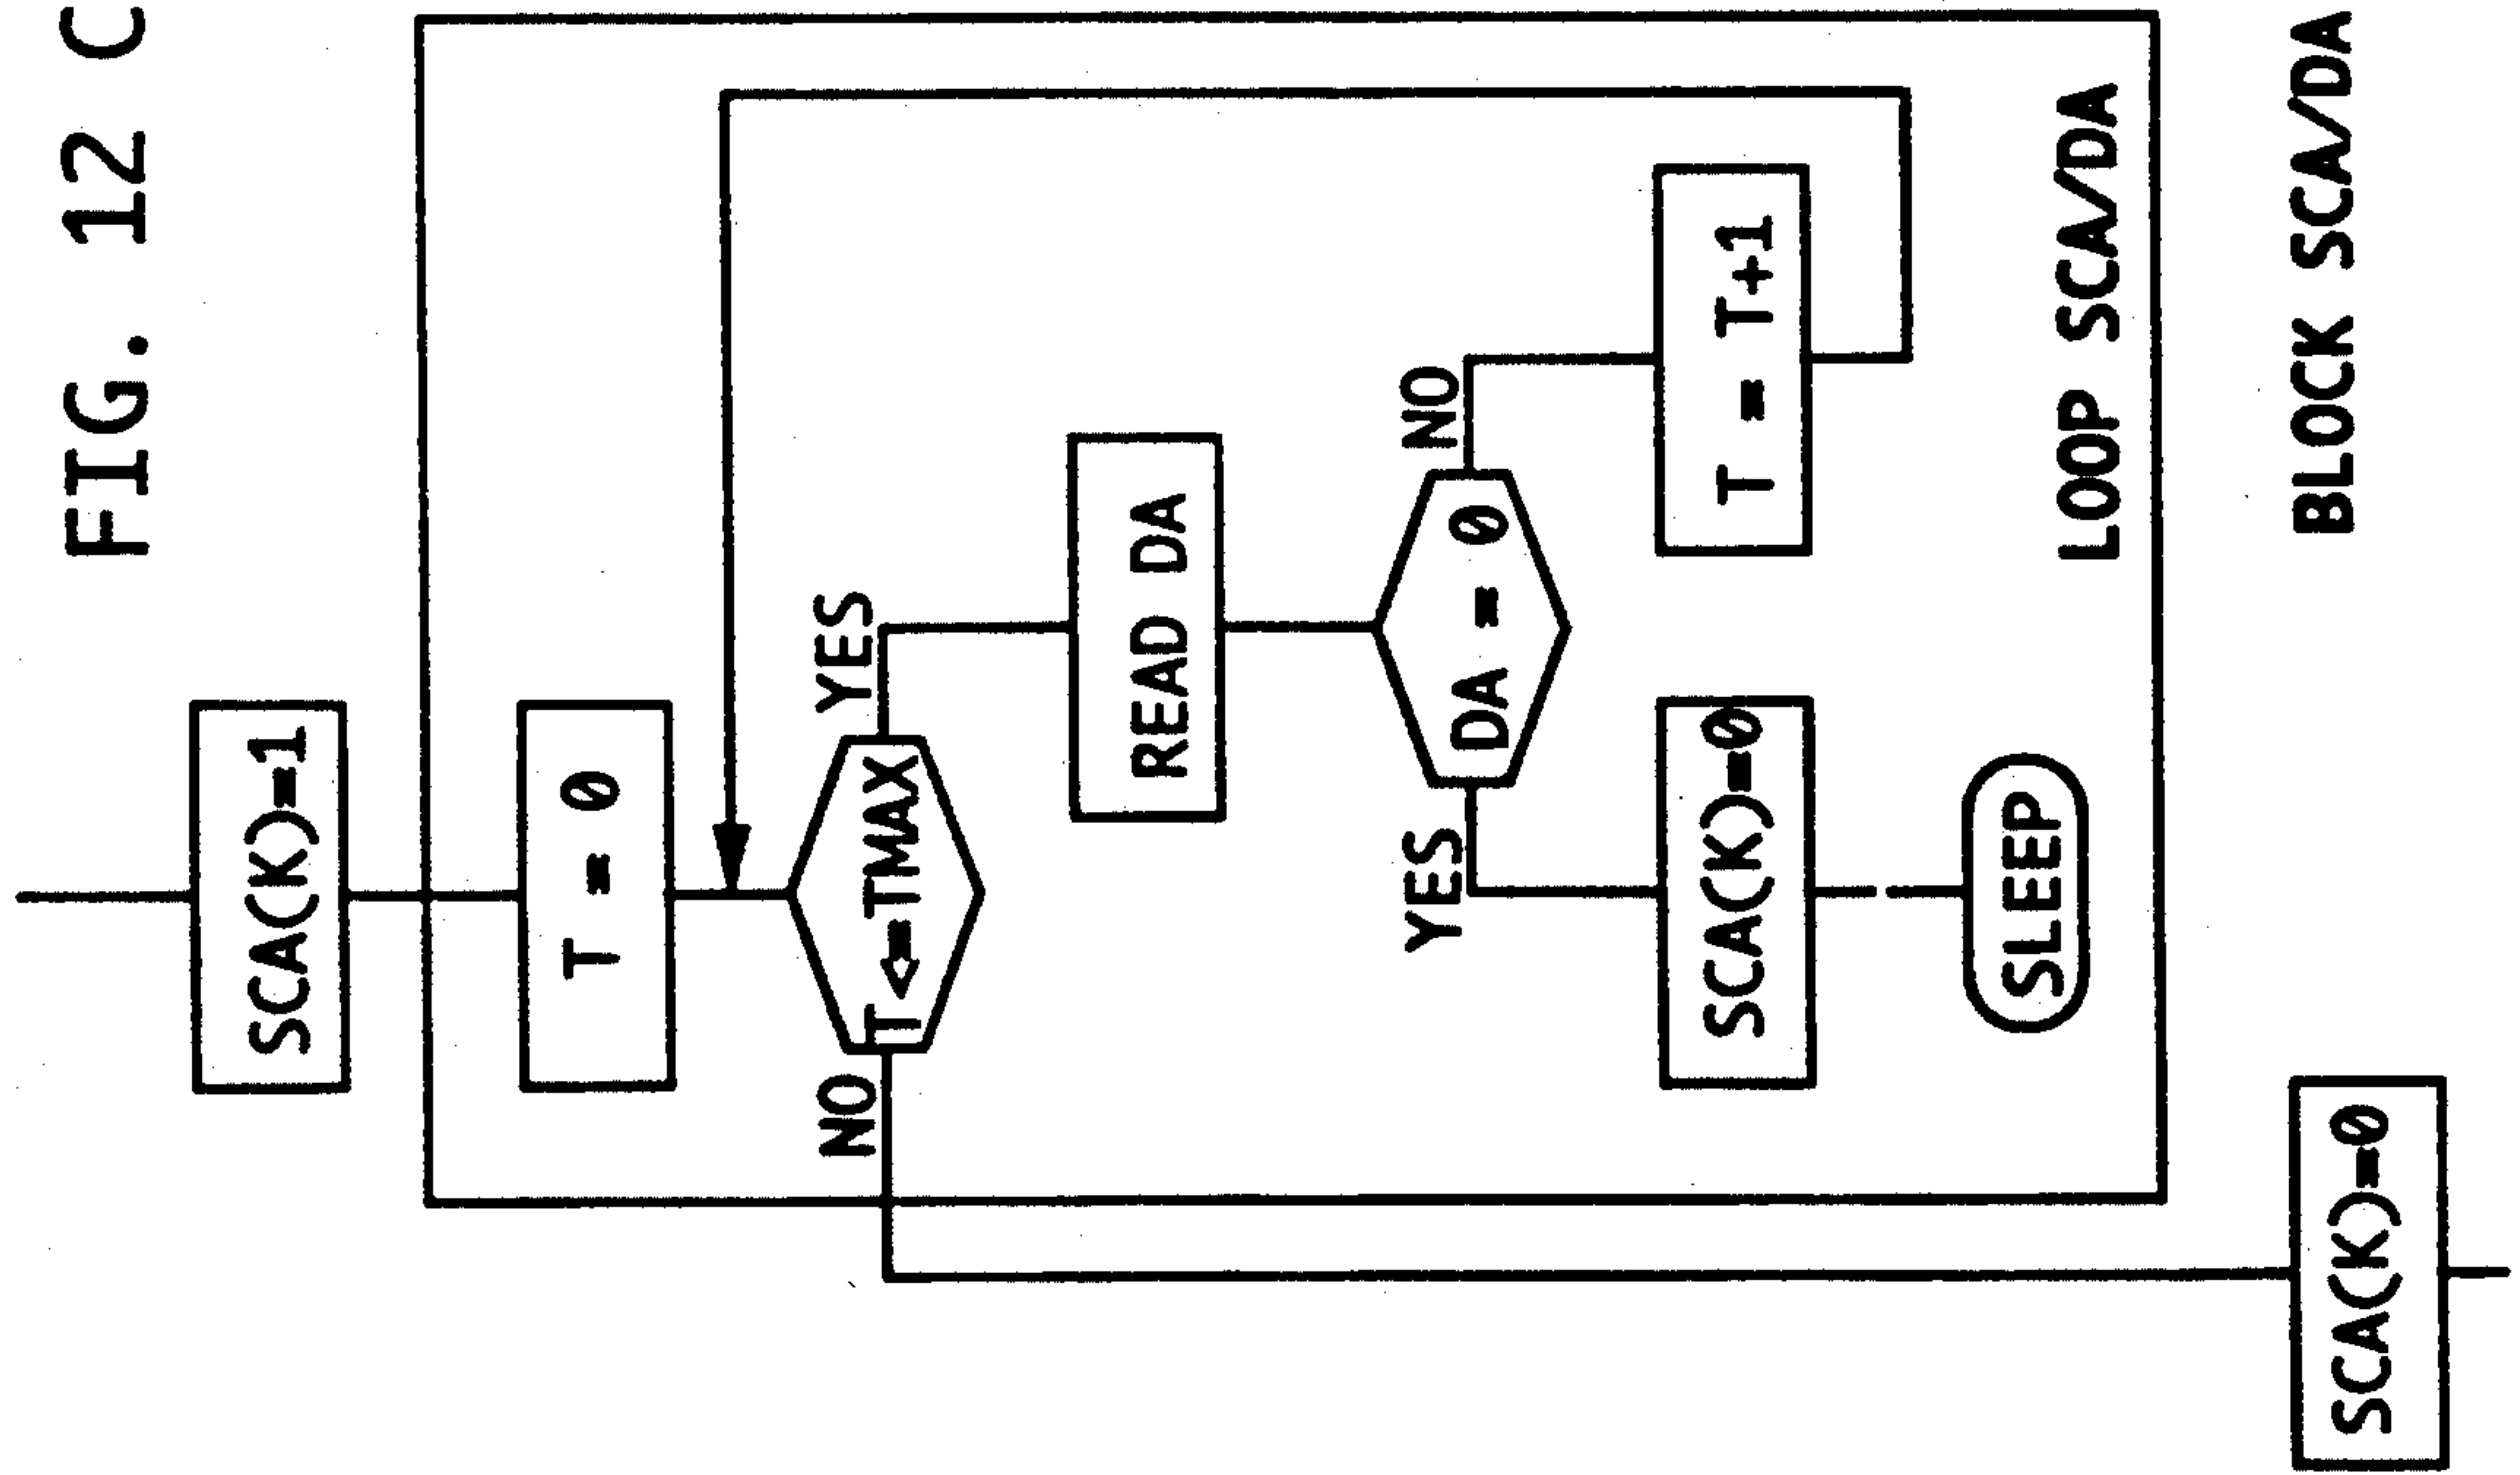 FIG. 12 C
SCA(K)=1
T = 0
T<=TMAX
NO
YES
READ DA
DA = 0
YES
NO
SCA(K)=0
T = T+1
SLEEP
LOOP SCA/DA
SCA(K)=0
BLOCK SCA/DA